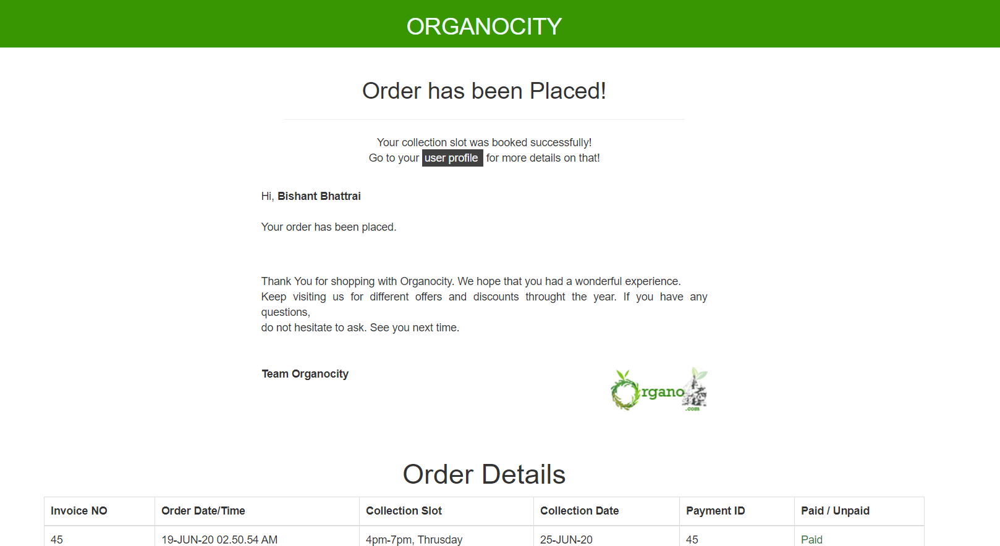 ORGANOCITY
Order has been Placed!
Your collection slot was booked successfully!
Go to your user profile for more details on that!
Hi, Bishant Bhattrai
Your order has been placed.
Thank You for shopping with Organocity. We hope that you had a wonderful experience.
Keep visiting us for different offers and discounts throught the year. If you have any
questions,
do not hesitate to ask. See you next time.
Team Organocity
rgano
.com
Order Details
Invoice NO Order Date/Time Collection Slot Collection Date Payment ID Paid / Unpaid
45 19-JUN-20 02.50.54 AM 4pm-7pm, Thrusday 25-JUN-20 45 Paid